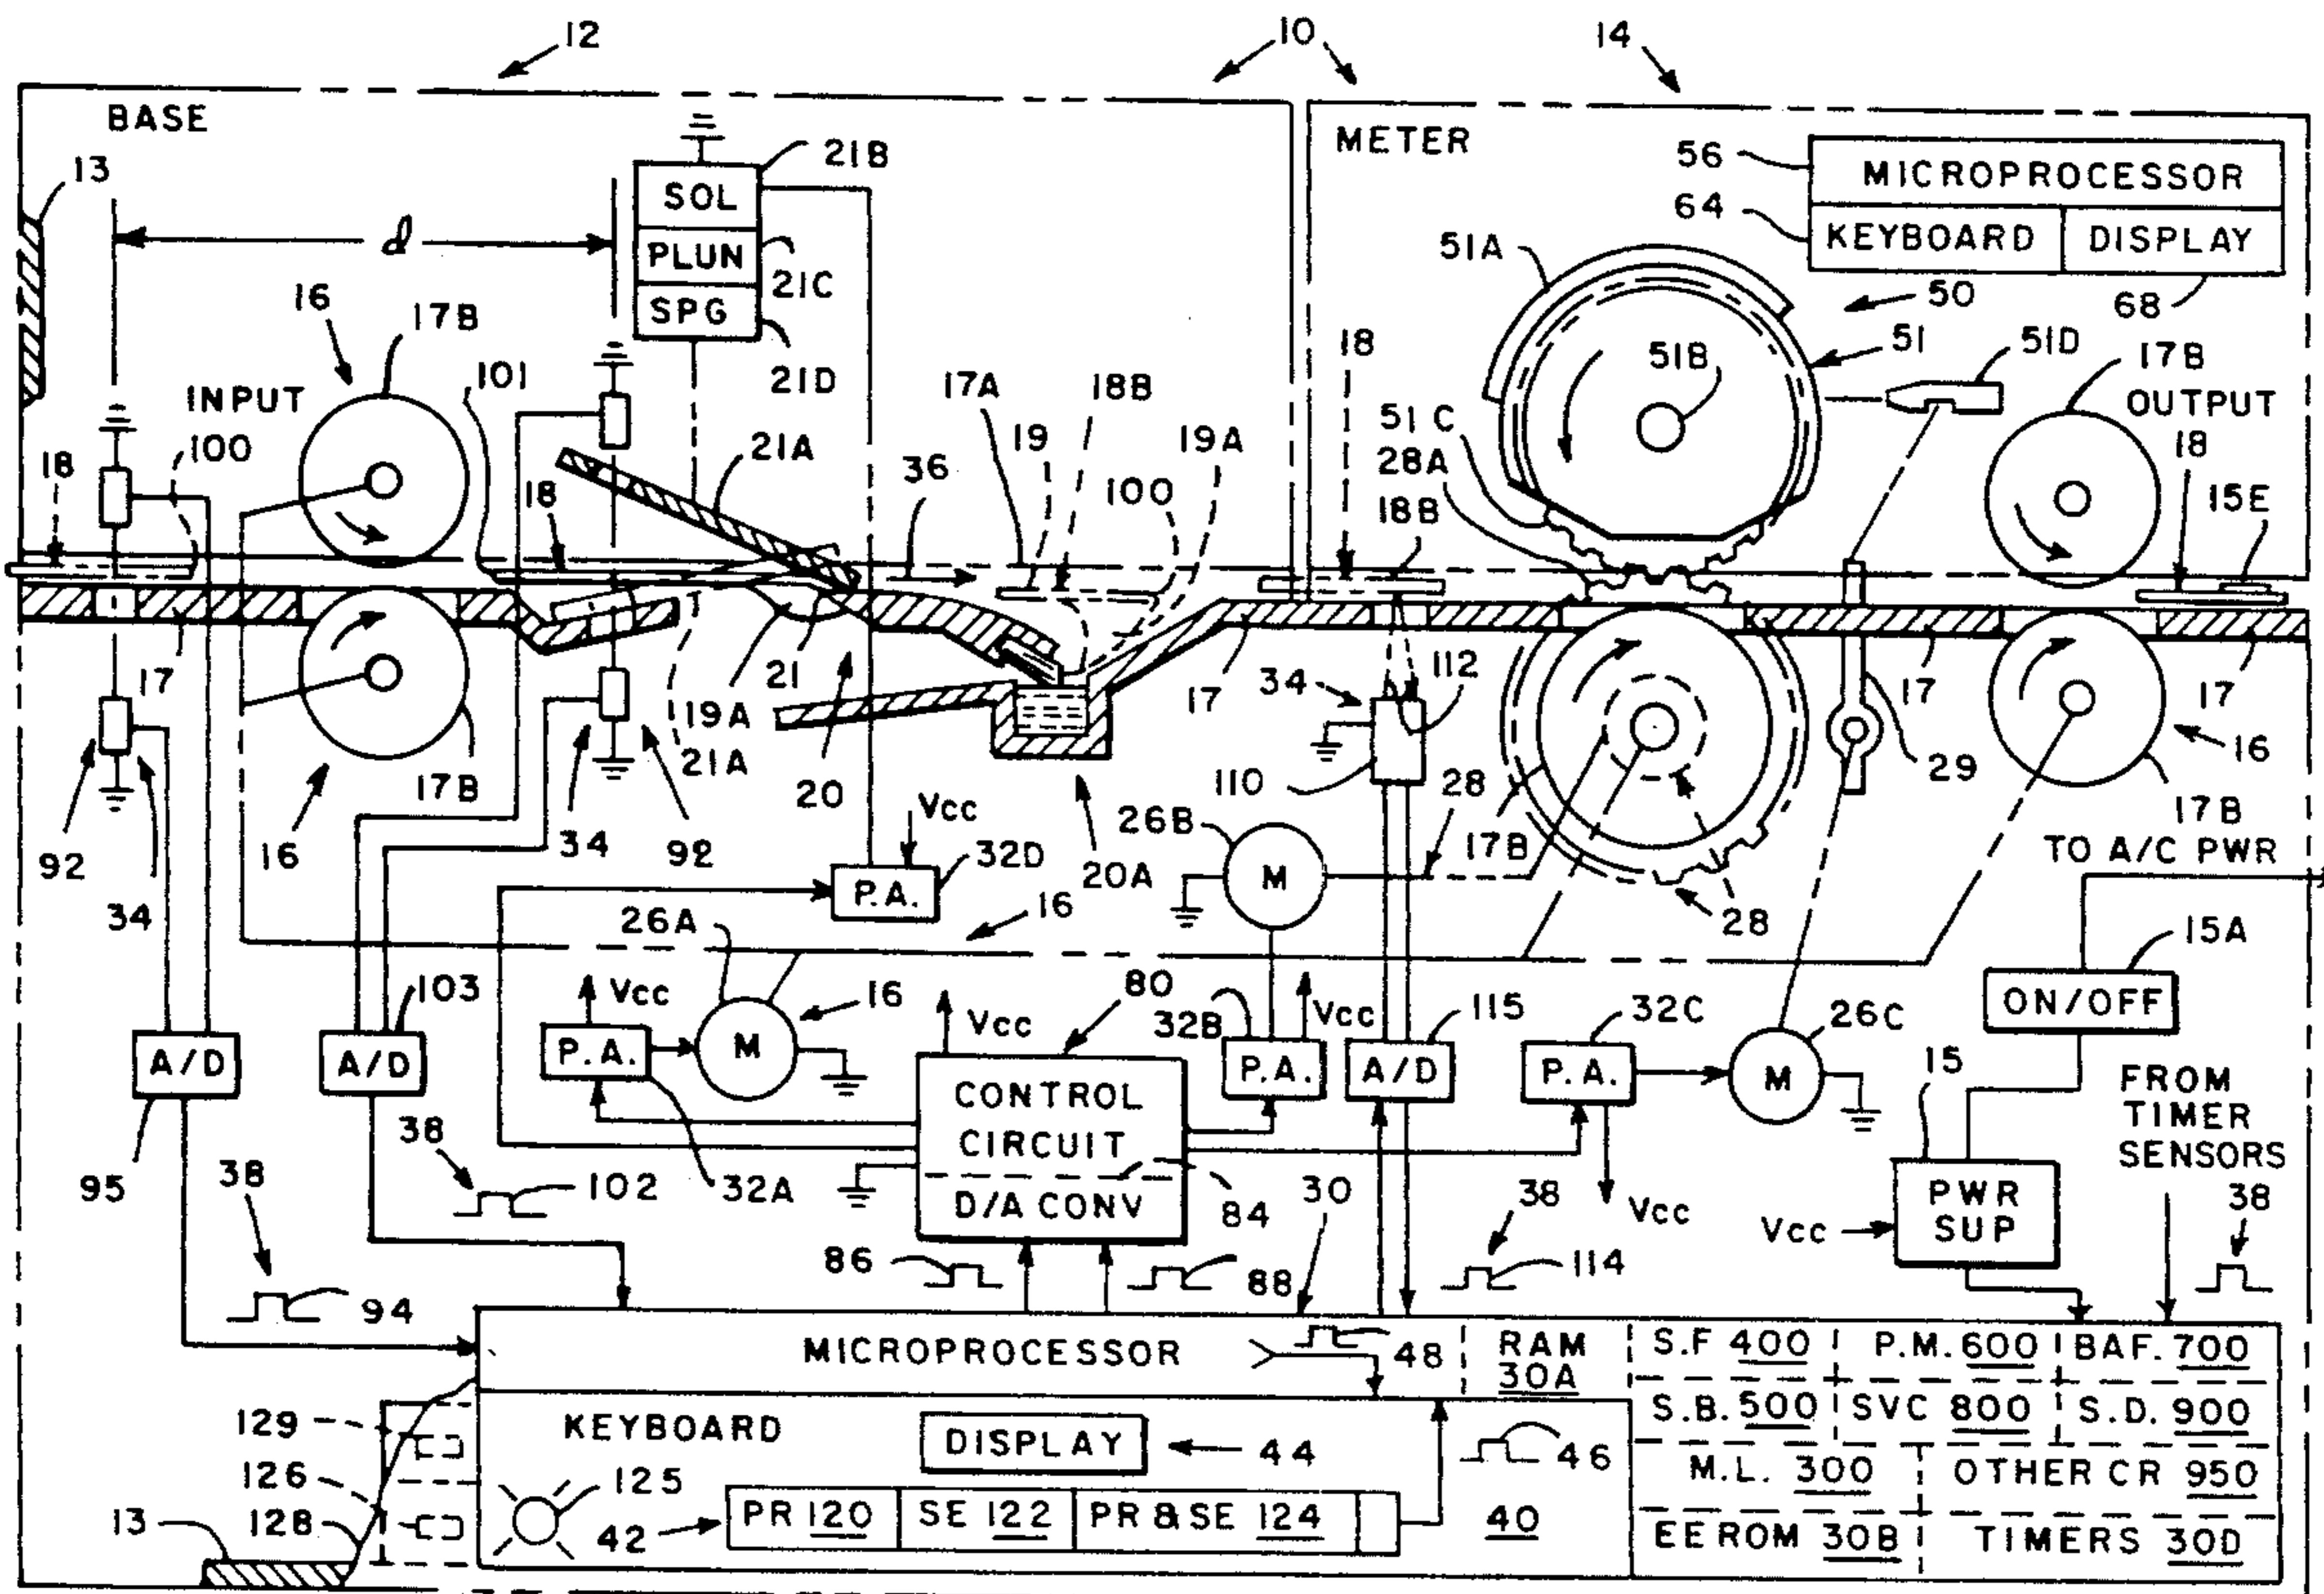 12
10
14
BASE
METER
13
21B
SOL
PLUN
SPG
21C
21D
d
56
MICROPROCESSOR
64
KEYBOARD
DISPLAY
68
51A
50
51
51B
51D
17B
OUTPUT
18
15E
16
17B
INPUT
100
18
101
18
21A
36
17A
18B
19
100
19A
18
51C
28A
18B
17
19A
21
21A
20
17
34
112
110
17
29
17
16
92
34
16
17B
34
92
Vcc
32D
P.A.
20A
26B
M
28
17B
28
17B
TO A/C PWR
16
26A
15A
ON/OFF
103
Vcc
16
Vcc
80
32B
Vcc
115
32C
26C
A/D
A/D
P.A.
M
P.A.
A/D
P.A.
M
15
FROM
TIMER
SENSORS
CONTROL
CIRCUIT
D/A CONV
95
38
38
102
32A
84
30
38
Vcc
Vcc
PWR
SUP
38
86
88
114
94
MICROPROCESSOR
48
RAM
30A
S.F 400
P.M. 600
BAF. 700
S.B. 500
SVC 800
S.D. 900
M.L. 300
OTHER CR 950
EE ROM 30B
TIMERS 30D
129
KEYBOARD
DISPLAY
44
46
126
125
13
128
42
PR 120
SE 122
PR & SE 124
40